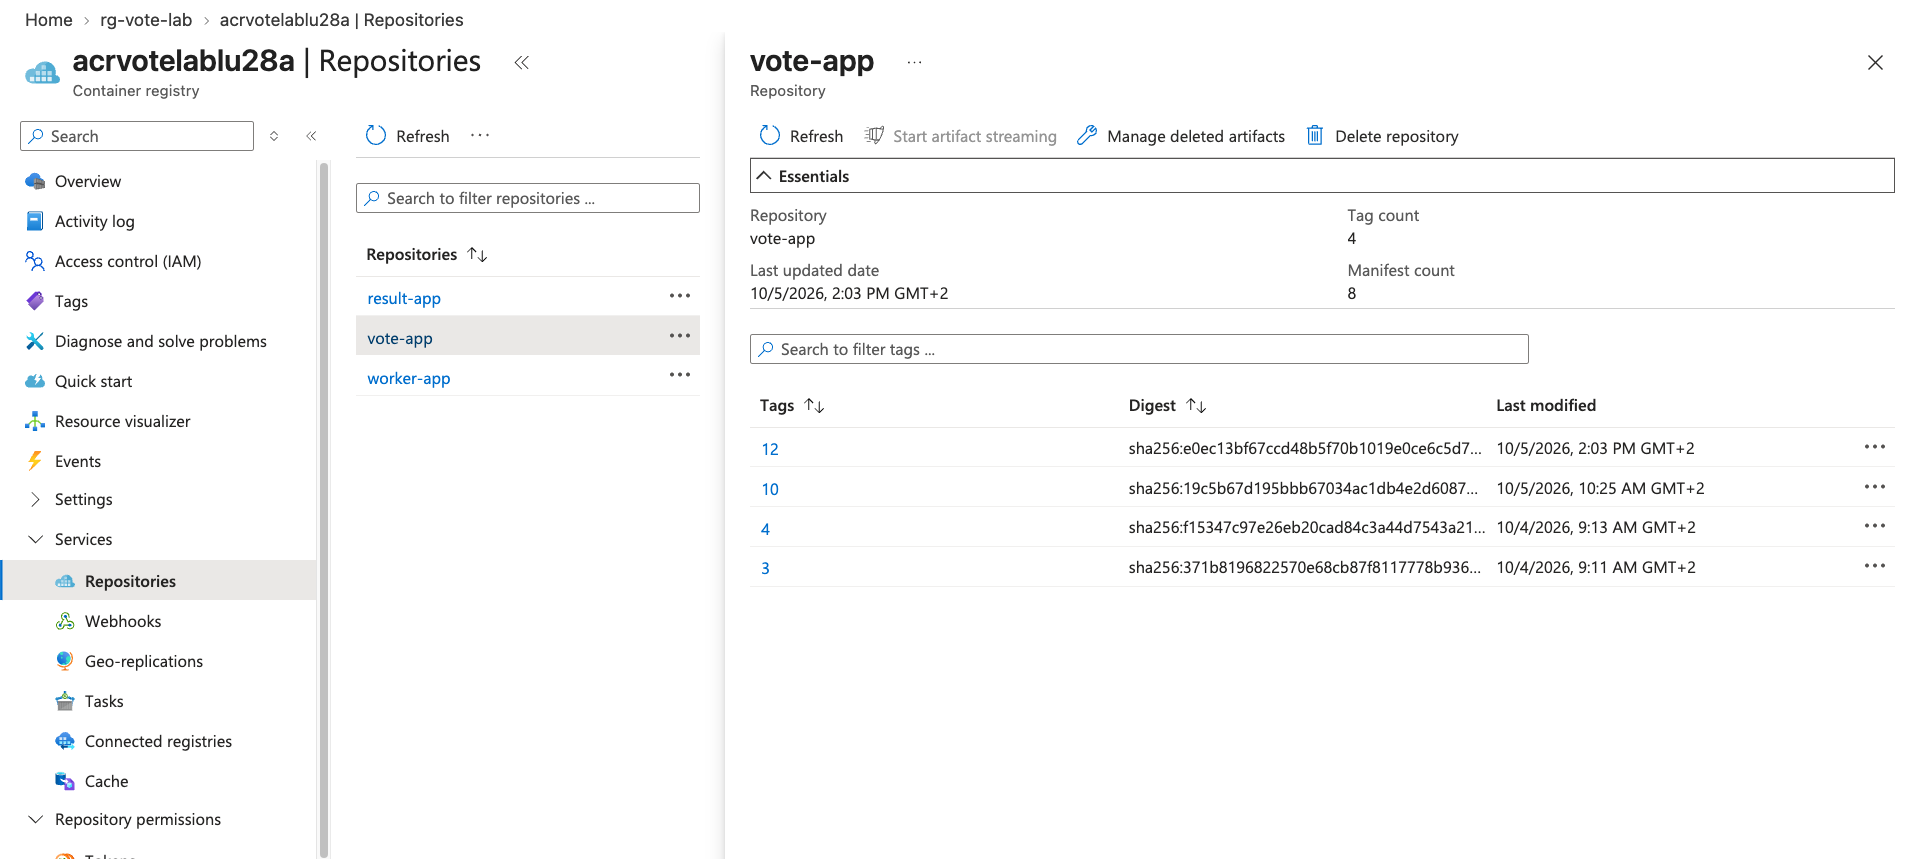 Home > rg-vote-lab > acrvotelablu28a | Repositories
acrvotelablu28a | Repositories
Container registry
Search
Overview
Activity log
Access control (IAM)
Tags
Diagnose and solve problems
Quick start
Resource visualizer
Events
Settings
Services
Repositories
Webhooks
Geo-replications
Tasks
Connected registries
Cache
Repository permissions
Refresh
Search to filter repositories ...
Repositories
result-app
vote-app
worker-app
vote-app
Repository
Refresh Start artifact streaming Manage deleted artifacts Delete repository
Essentials
Repository
vote-app
Tag count
4
Last updated date
10/5/2026, 2:03 PM GMT+2
Manifest count
8
Search to filter tags ...
Tags Digest Last modified
12 sha256:e0ec13bf67ccd48b5f70b1019e0ce6c5d7... 10/5/2026, 2:03 PM GMT+2
10 sha256:19c5b67d195bbb67034ac1db4e2d6087... 10/5/2026, 10:25 AM GMT+2
4 sha256:f15347c97e26eb20cad84c3a44d7543a21... 10/4/2026, 9:13 AM GMT+2
3 sha256:371b8196822570e68cb87f8117778b936... 10/4/2026, 9:11 AM GMT+2